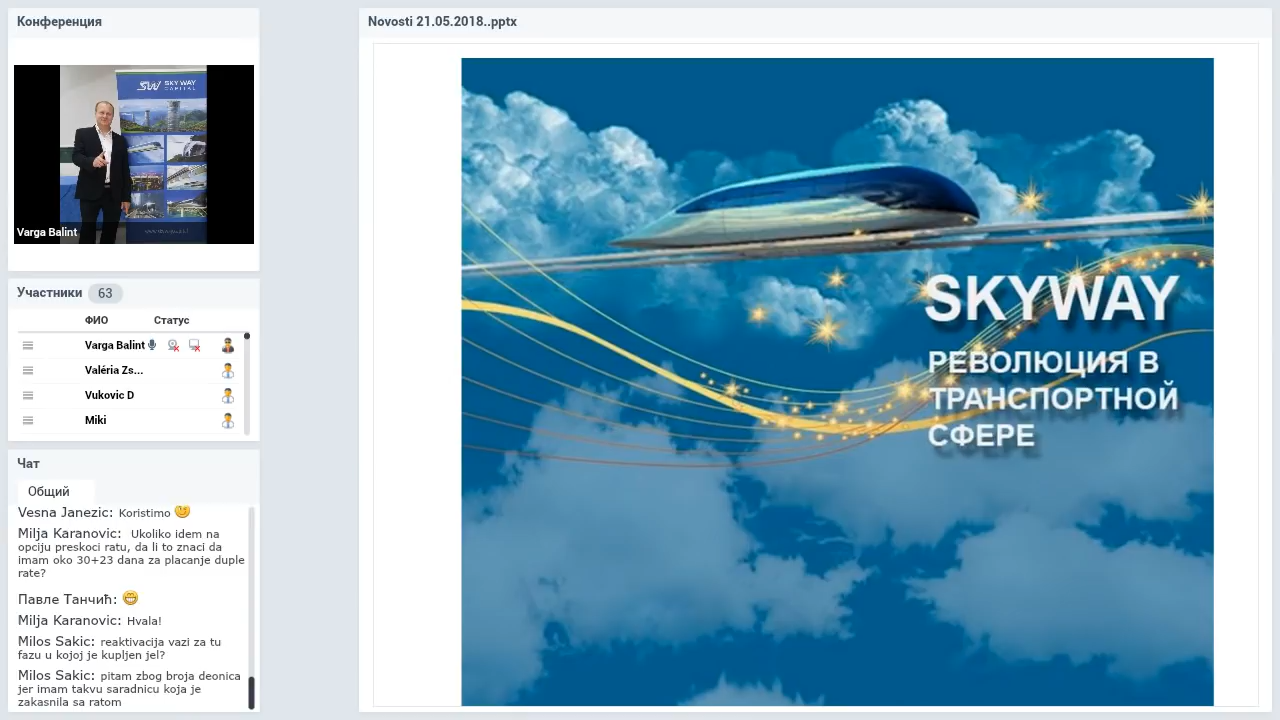 Конференция
SKY WAY
CAPITAL
Varga Balint
Участники 63
ФИО Статус
Varga Balint
Valéria Zs...
Vukovic D
Miki
Чат
Общий
Vesna Janezic: Koristimo
Milja Karanovic: Ukoliko idem na
opciju preskoci ratu, da li to znaci da
imam oko 30+23 dana za placanje duple
rate?
Павле Танчић:
Milja Karanovic: Hvala!
Milos Sakic: reaktivacija vazi za tu
fazu u kojoj je kupljen jel?
Milos Sakic: pitam zbog broja deonica
jer imam takvu saradnicu koja je
zakasnila sa ratom
Novosti 21.05.2018..pptx
SKYWAY
РЕВОЛЮЦИЯ В
ТРАНСПОРТНОЙ
СФЕРЕ